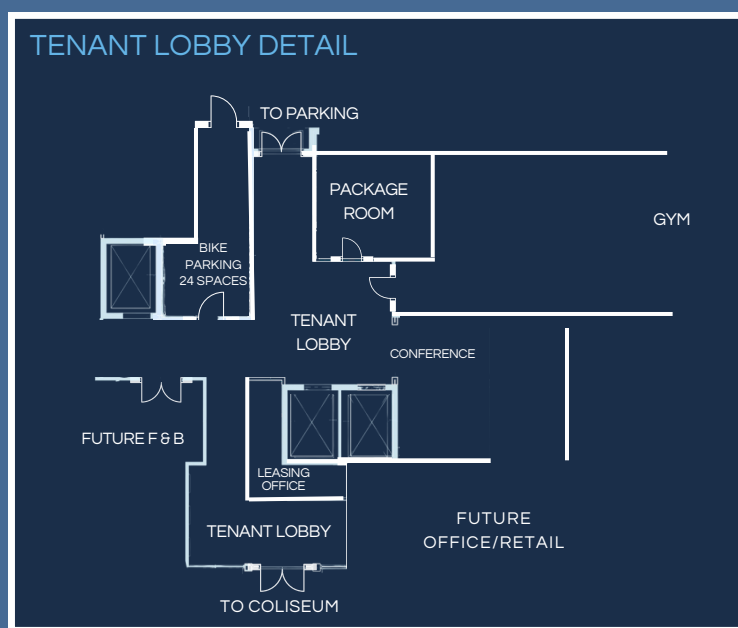 TENANT LOBBY DETAIL
TO PARKING
PACKAGE
ROOM
GYM
BIKE
PARKING
24 SPACES
TENANT
LOBBY
CONFERENCE
FUTURE F & B
LEASING
OFFICE
TENANT LOBBY
FUTURE
OFFICE/RETAIL
TO COLISEUM